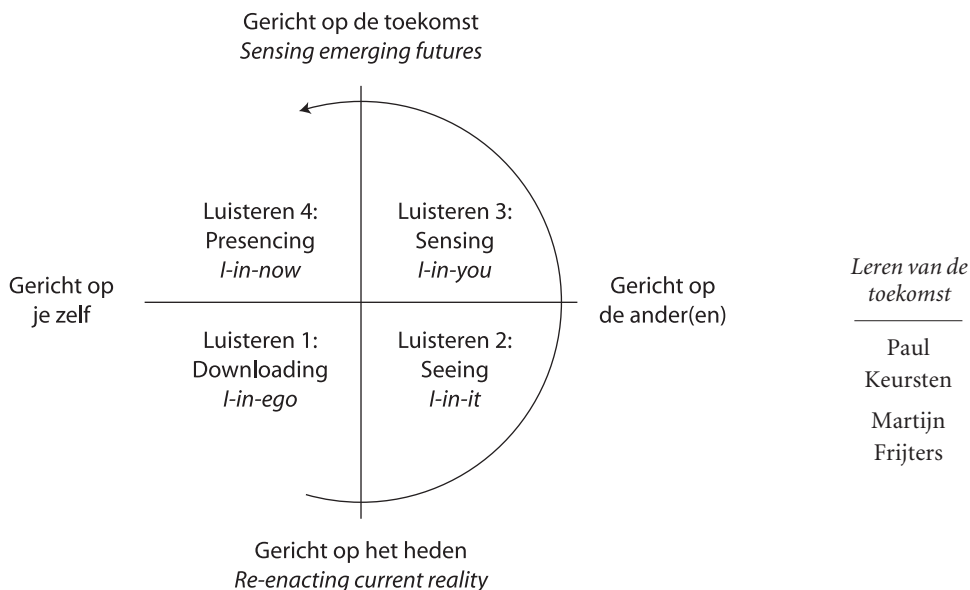 Gericht op de toekomst
Sensing emerging futures
Luisteren 4:
Presencing
I-in-now
Luisteren 3:
Sensing
I-in-you
Gericht op
je zelf
Gericht op
de ander(en)
Luisteren 1:
Downloading
I-in-ego
Luisteren 2:
Seeing
I-in-it
Gericht op het heden
Re-enacting current reality
Leren van de
toekomst
Paul
Keursten
Martijn
Frijters